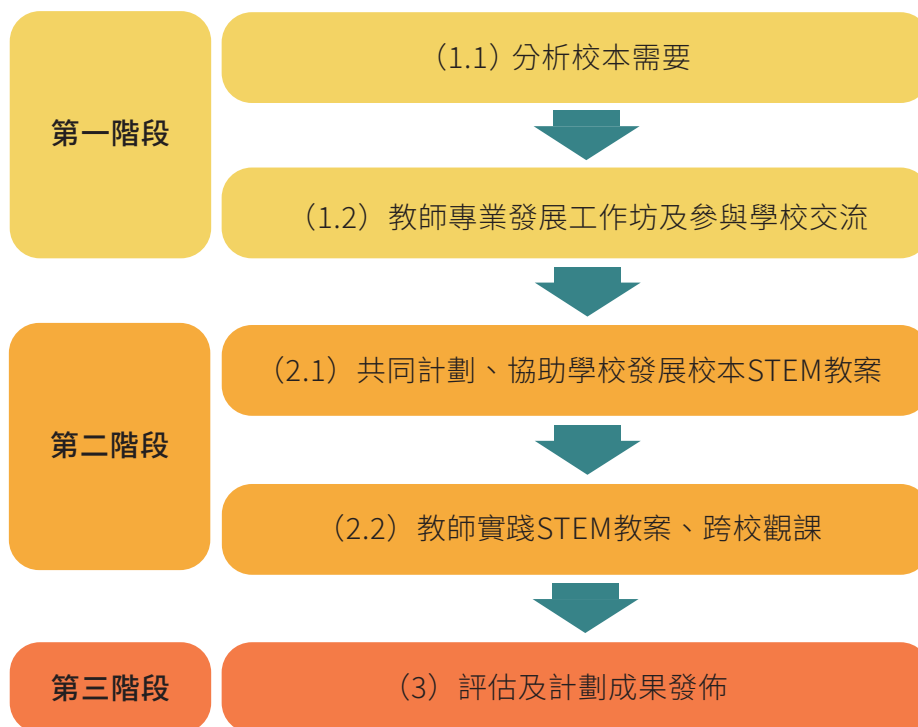 第一階段
（1.1）分析校本需要
（1.2）教師專業發展工作坊及參與學校交流
第二階段
（2.1）共同計劃、協助學校發展校本STEM教案
（2.2）教師實踐STEM教案、跨校觀課
第三階段
（3）評估及計劃成果發佈